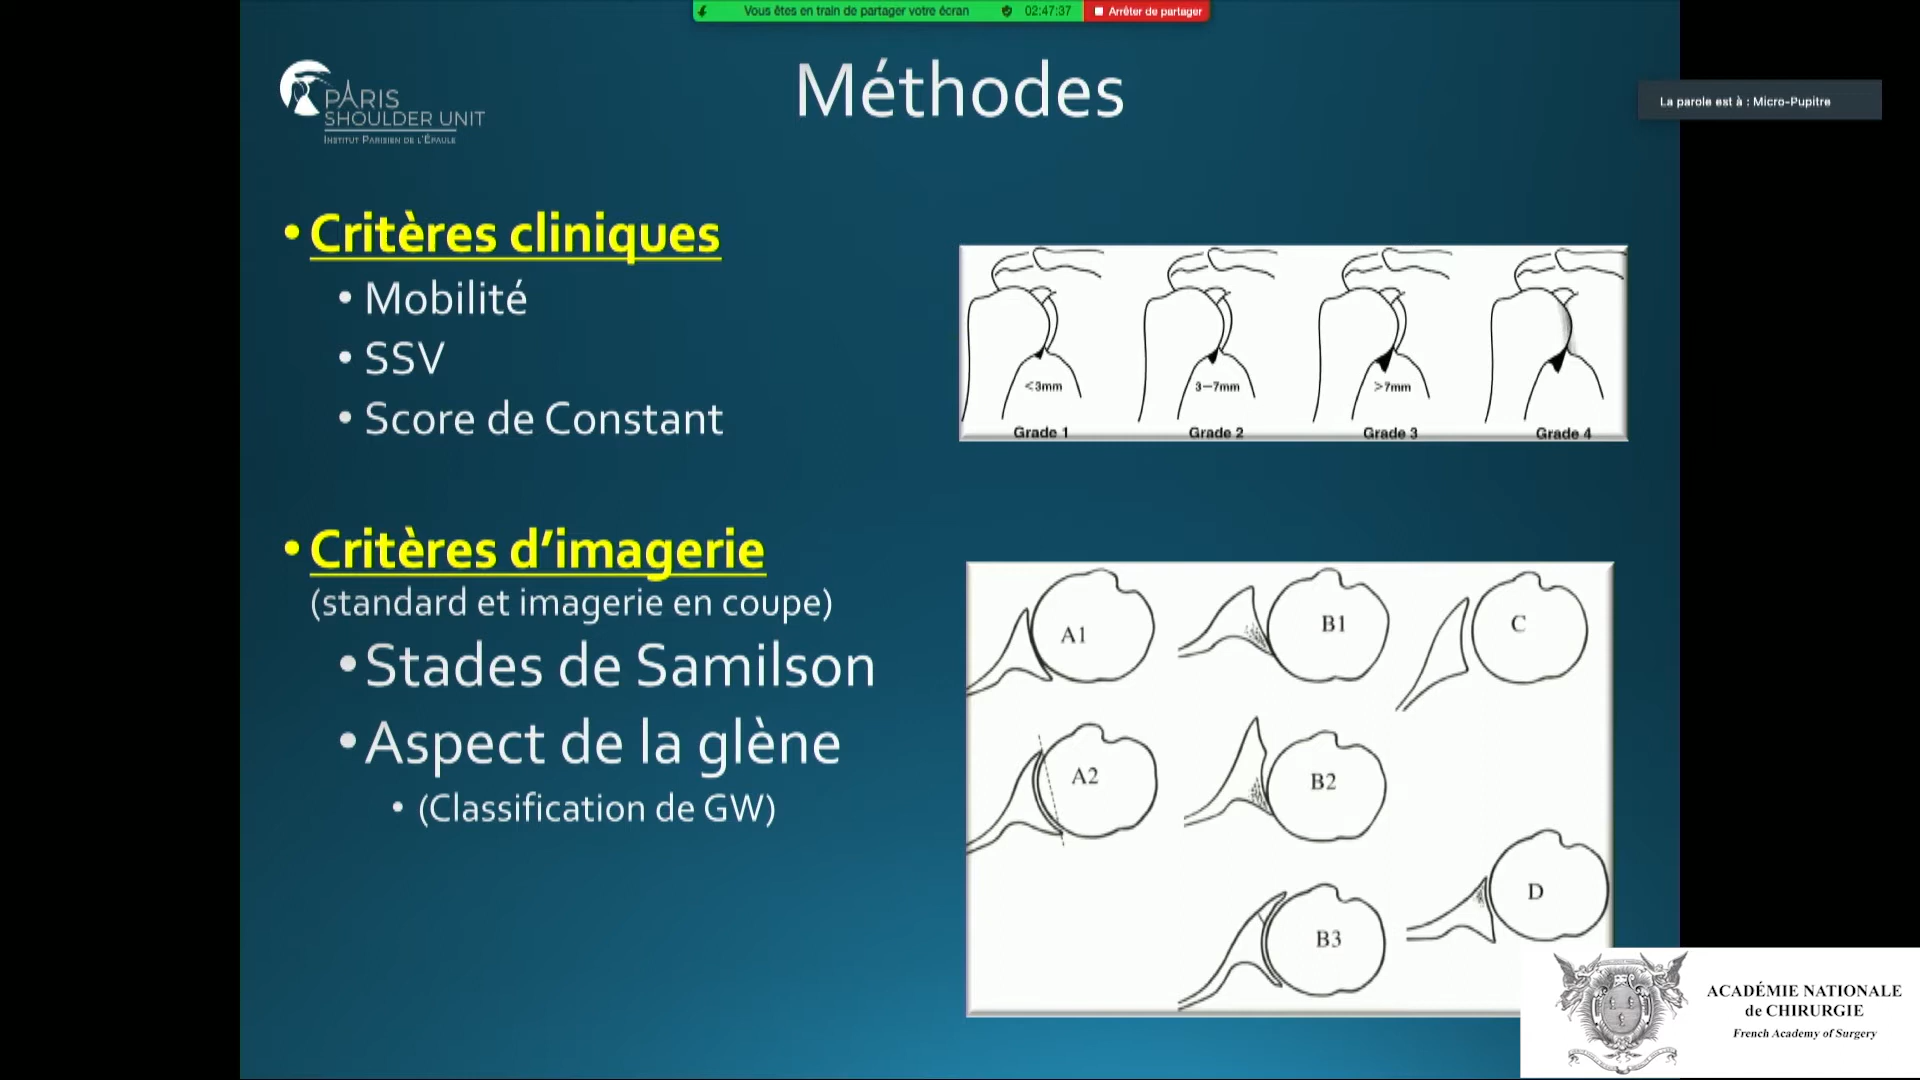 Vous êtes en train de partager votre écran
02:47:37
Arrêter de partager
La parole est à : Micro-Pupitre
PARIS
SHOULDER UNIT
INSTITUT PARISIEN DE L'ÉPAULE
Méthodes
• Critères cliniques
• Mobilité
• SSV
• Score de Constant
<3mm
3–7mm
>7mm
Grade 1
Grade 2
Grade 3
Grade 4
• Critères d'imagerie
(standard et imagerie en coupe)
• Stades de Samilson
• Aspect de la glène
• (Classification de GW)
A1
B1
C
A2
B2
D
B3
ACADÉMIE NATIONALE
de CHIRURGIE
French Academy of Surgery